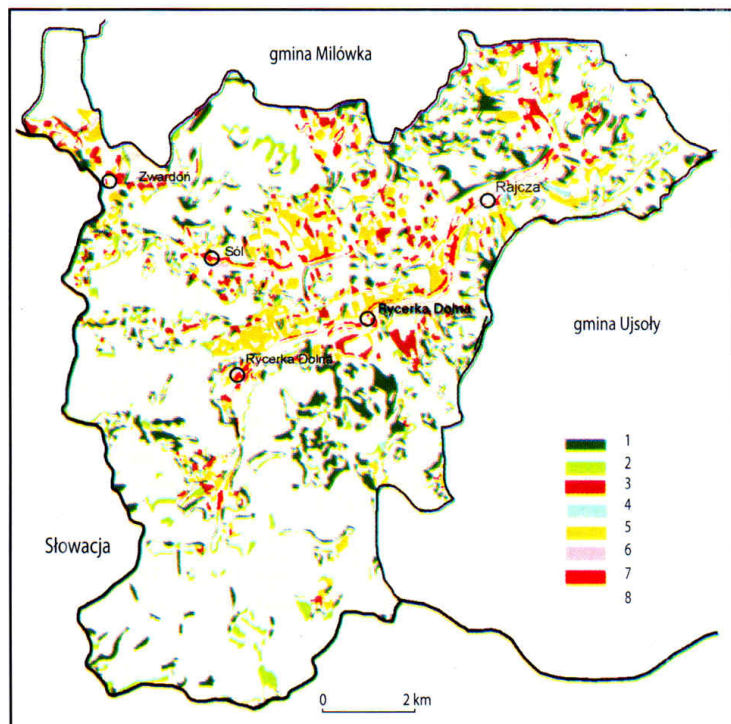 gmina Milówka
Zwardoń
Rajcza
Sól
Rycerka Dolna
gmina Ujsoły
Rycerka Dolna
1
2
3
4
5
6
7
8
Słowacja
0 2 km